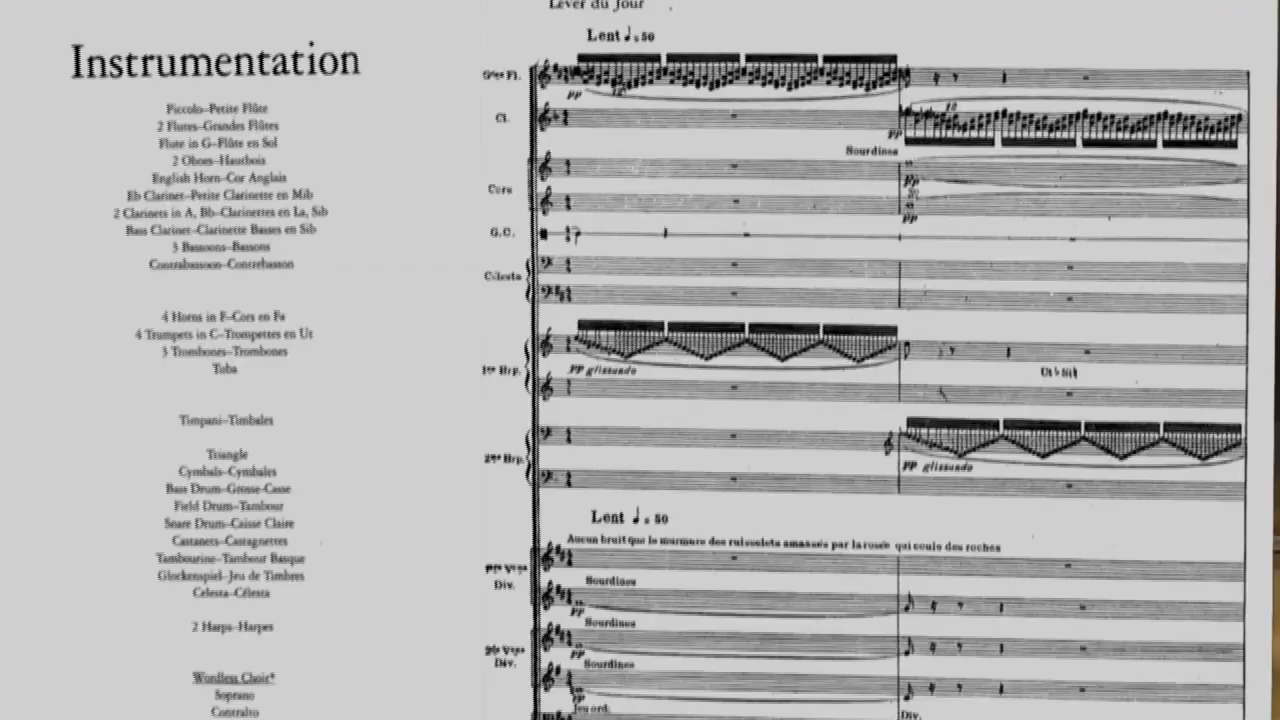 Instrumentation
Piccolo–Petite Flûte
2 Flutes–Grandes Flûtes
Flute in G–Flûte en Sol
2 Oboes–Hautbois
English Horn–Cor Anglais
Eb Clarinet–Petite Clarinette en Mib
2 Clarinets in A, Bb–Clarinettes en La, Sib
Bass Clarinet–Clarinette Basses en Sib
3 Bassoons–Bassons
Contrabassoon–Contrebasson
4 Horns in F–Cors en Fa
4 Trumpets in C–Trompettes en Ut
3 Trombones–Trombones
Tuba
Timpani–Timbales
Triangle
Cymbals–Cymbales
Bass Drum–Grosse-Casse
Field Drum–Tambour
Snare Drum–Caisse Claire
Castanets–Castagnettes
Tambourine–Tambour Basque
Glockenspiel–Jeu de Timbres
Celesta–Célesta
2 Harps–Harpes
Wordless Choir*
Soprano
Contralto
Lever du Jour
Lent ♩=50
Gdes Fl.
pp
Cl.
pp
Sourdines
Cors
pp
pp
G.C.
Célesta
1re Hrp.
PP glissando
2me Hrp.
PP glissando
Lent ♩=50
Aucun bruit que le murmure des ruisselets amassés par la rosée qui coule des roches
Div.
Sourdines
pp
Sourdines
pp
Div.
Sourdines
pp
Jeu ord.
Div.